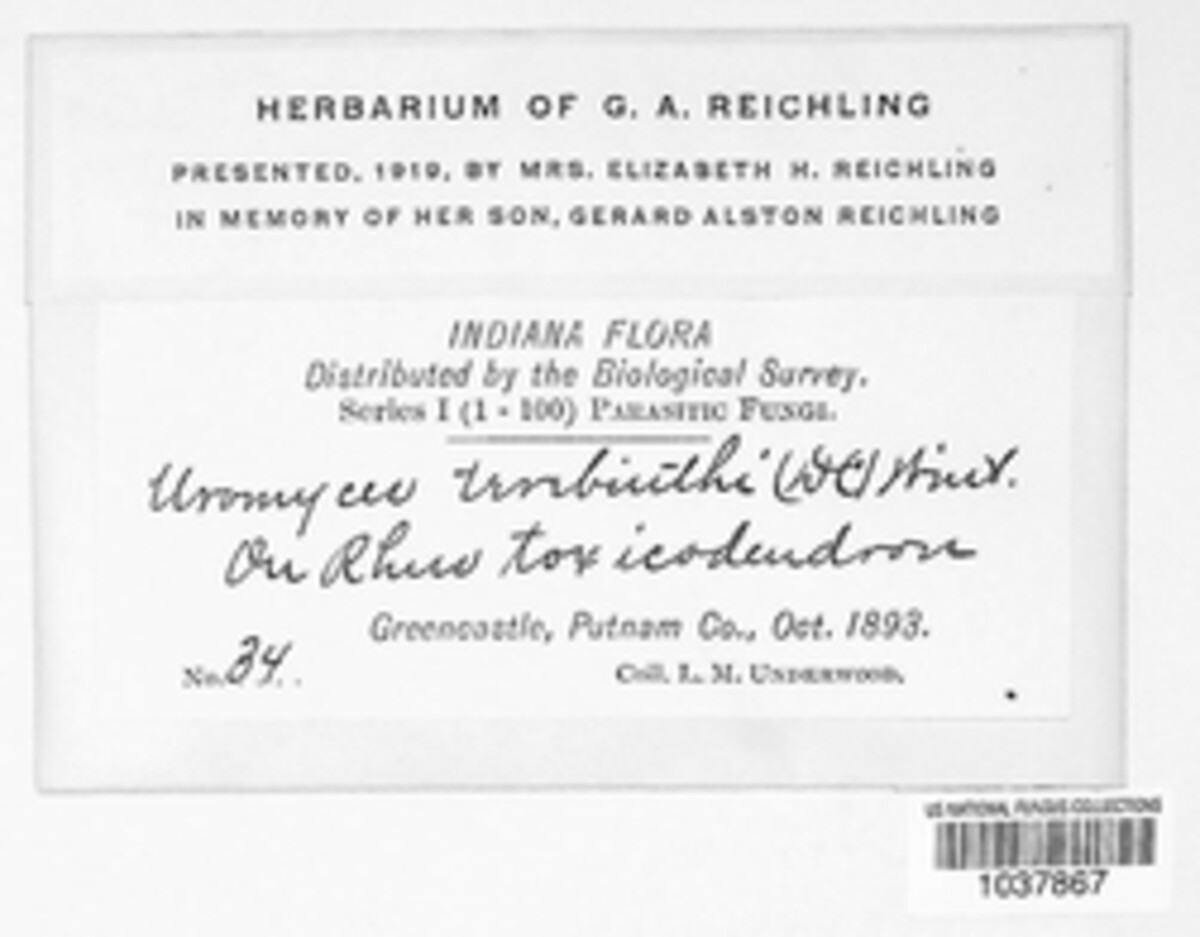 HERBARIUM OF G. A. REICHLING
PRESENTED, 1919, BY MRS. ELIZABETH H. REICHLING
IN MEMORY OF HER SON, GERARD ALSTON REICHLING
INDIANA FLORA
Distributed by the Biological Survey.
Series I (1 - 100) PARASITIC FUNGI.
Uromyces terebinthi (DC) Wint.
On Rhus toxicodendron
Greencastle, Putnam Co., Oct. 1893.
No. 34. Coll. L. M. UNDERWOOD.
US NATIONAL FUNGUS COLLECTIONS
1037867